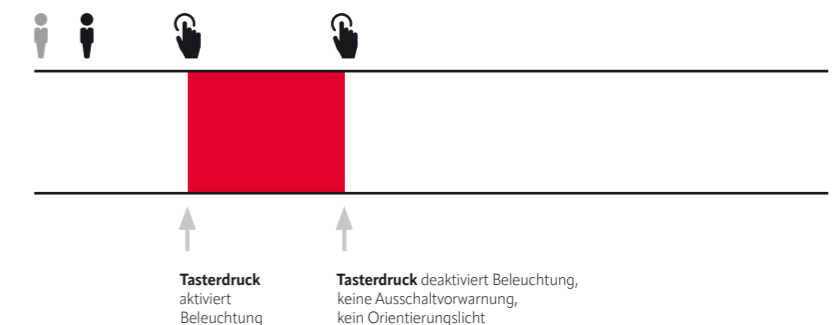 Tasterdruck
aktiviert
Beleuchtung
Tasterdruck deaktiviert Beleuchtung,
keine Ausschaltvorwarnung,
kein Orientierungslicht